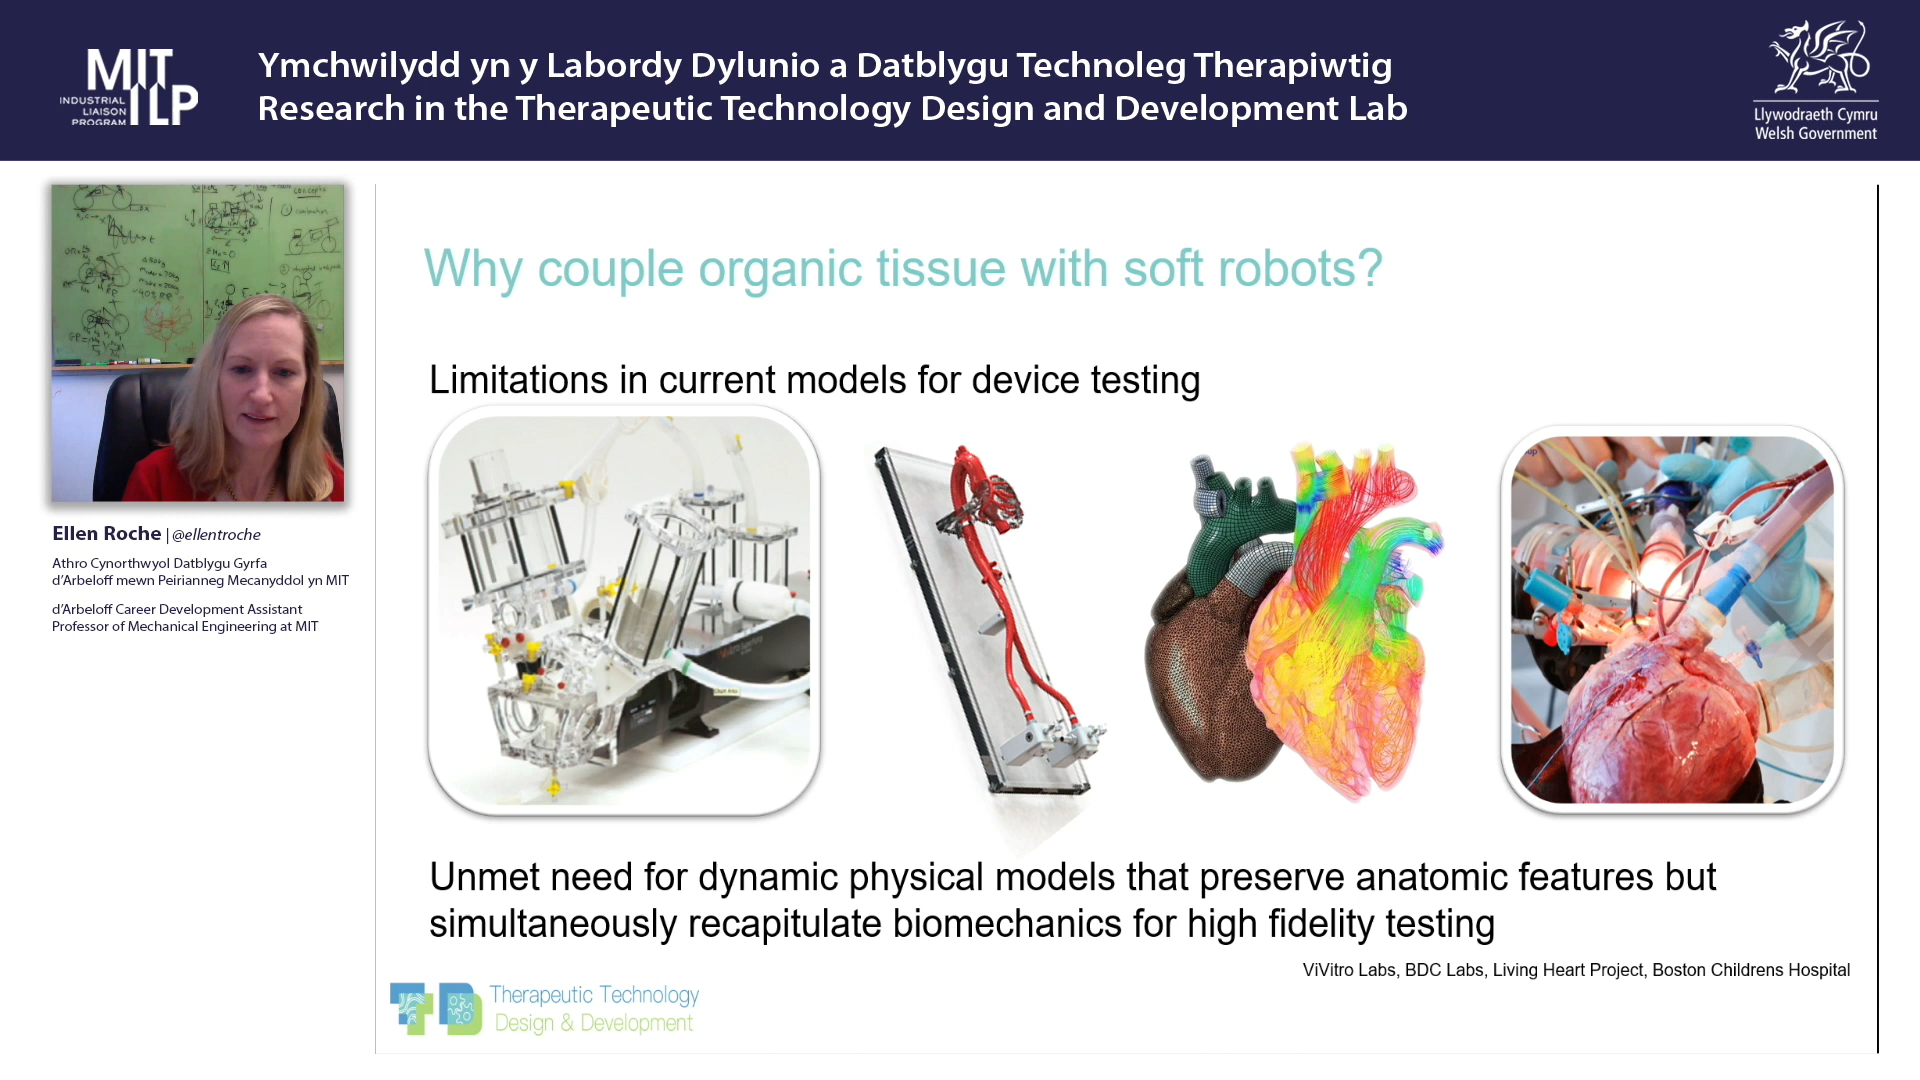 MIT
ILP
INDUSTRIAL
LIAISON
PROGRAM
Ymchwilydd yn y Labordy Dylunio a Datblygu Technoleg Therapiwtig
Research in the Therapeutic Technology Design and Development Lab
Llywodraeth Cymru
Welsh Government
Ellen Roche | @ellentroche
Athro Cynorthwyol Datblygu Gyrfa
d'Arbeloff mewn Peirianneg Mecanyddol yn MIT
d'Arbeloff Career Development Assistant
Professor of Mechanical Engineering at MIT
Why couple organic tissue with soft robots?
Limitations in current models for device testing
Unmet need for dynamic physical models that preserve anatomic features but
simultaneously recapitulate biomechanics for high fidelity testing
ViVitro Labs, BDC Labs, Living Heart Project, Boston Childrens Hospital
Therapeutic Technology
Design & Development